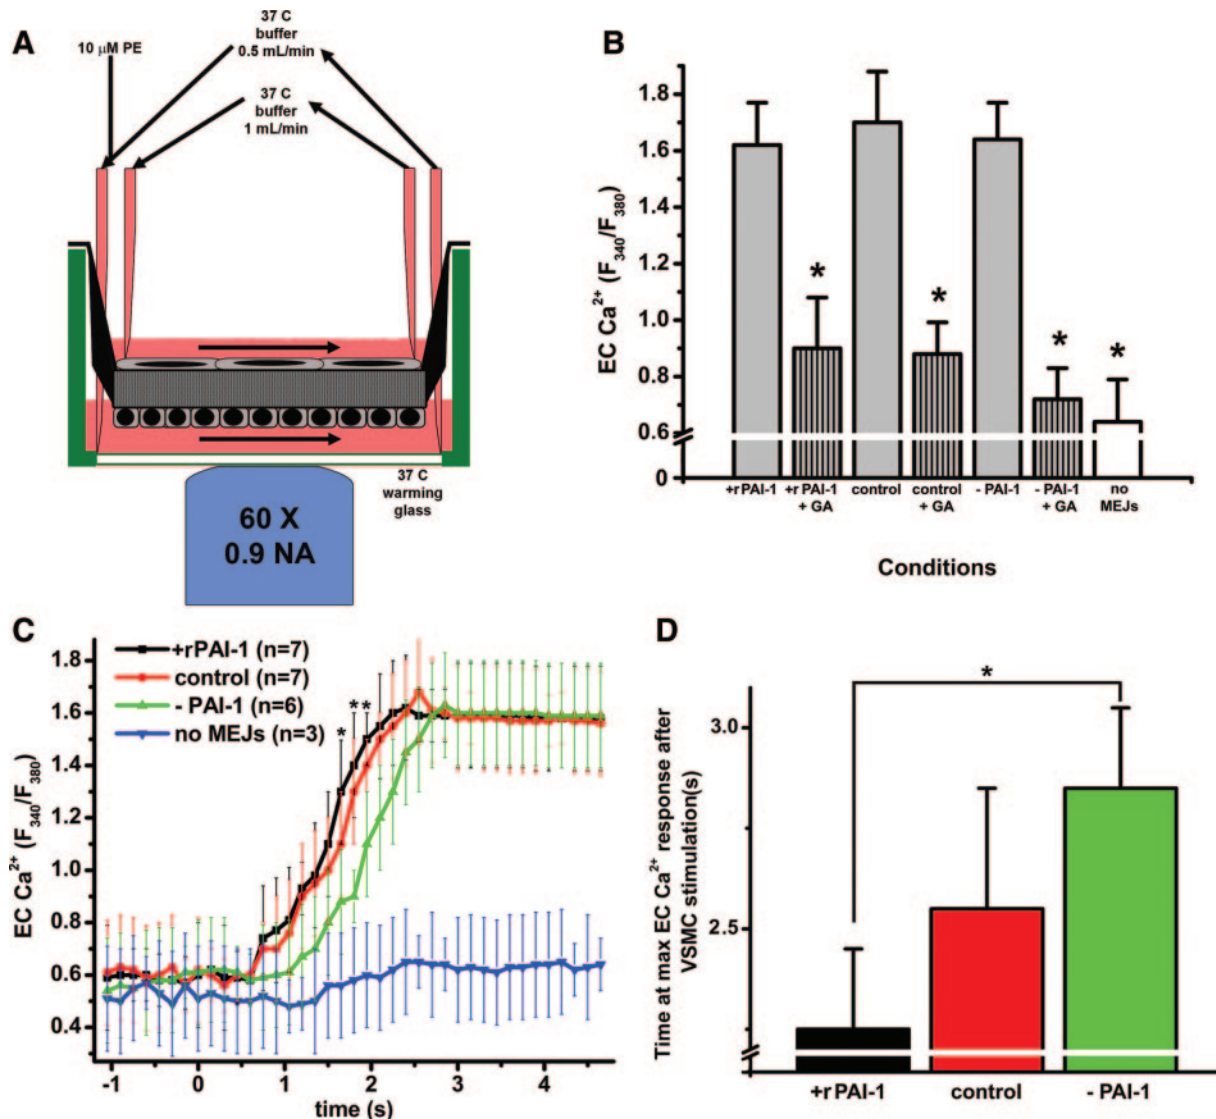 A
10 μM PE
37 C
buffer
0.5 mL/min
37 C
buffer
1 mL/min
37 C
warming
glass
60 X
0.9 NA
B
EC Ca2+ (F340/F380)
1.8
1.6
1.4
1.2
1.0
0.8
0.6
0
*
*
*
*
+rPAI-1
+rPAI-1
+ GA
control
control
+ GA
- PAI-1
- PAI-1
+ GA
no
MEJs
Conditions
C
EC Ca2+ (F340/F380)
1.8
1.6
1.4
1.2
1.0
0.8
0.6
0.4
+rPAI-1 (n=7)
control (n=7)
- PAI-1 (n=6)
no MEJs (n=3)
*
**
-1
0
1
2
3
4
time (s)
D
Time at max EC Ca2+ response after
VSMC stimulation(s)
3.0
2.5
*
+rPAI-1
control
- PAI-1